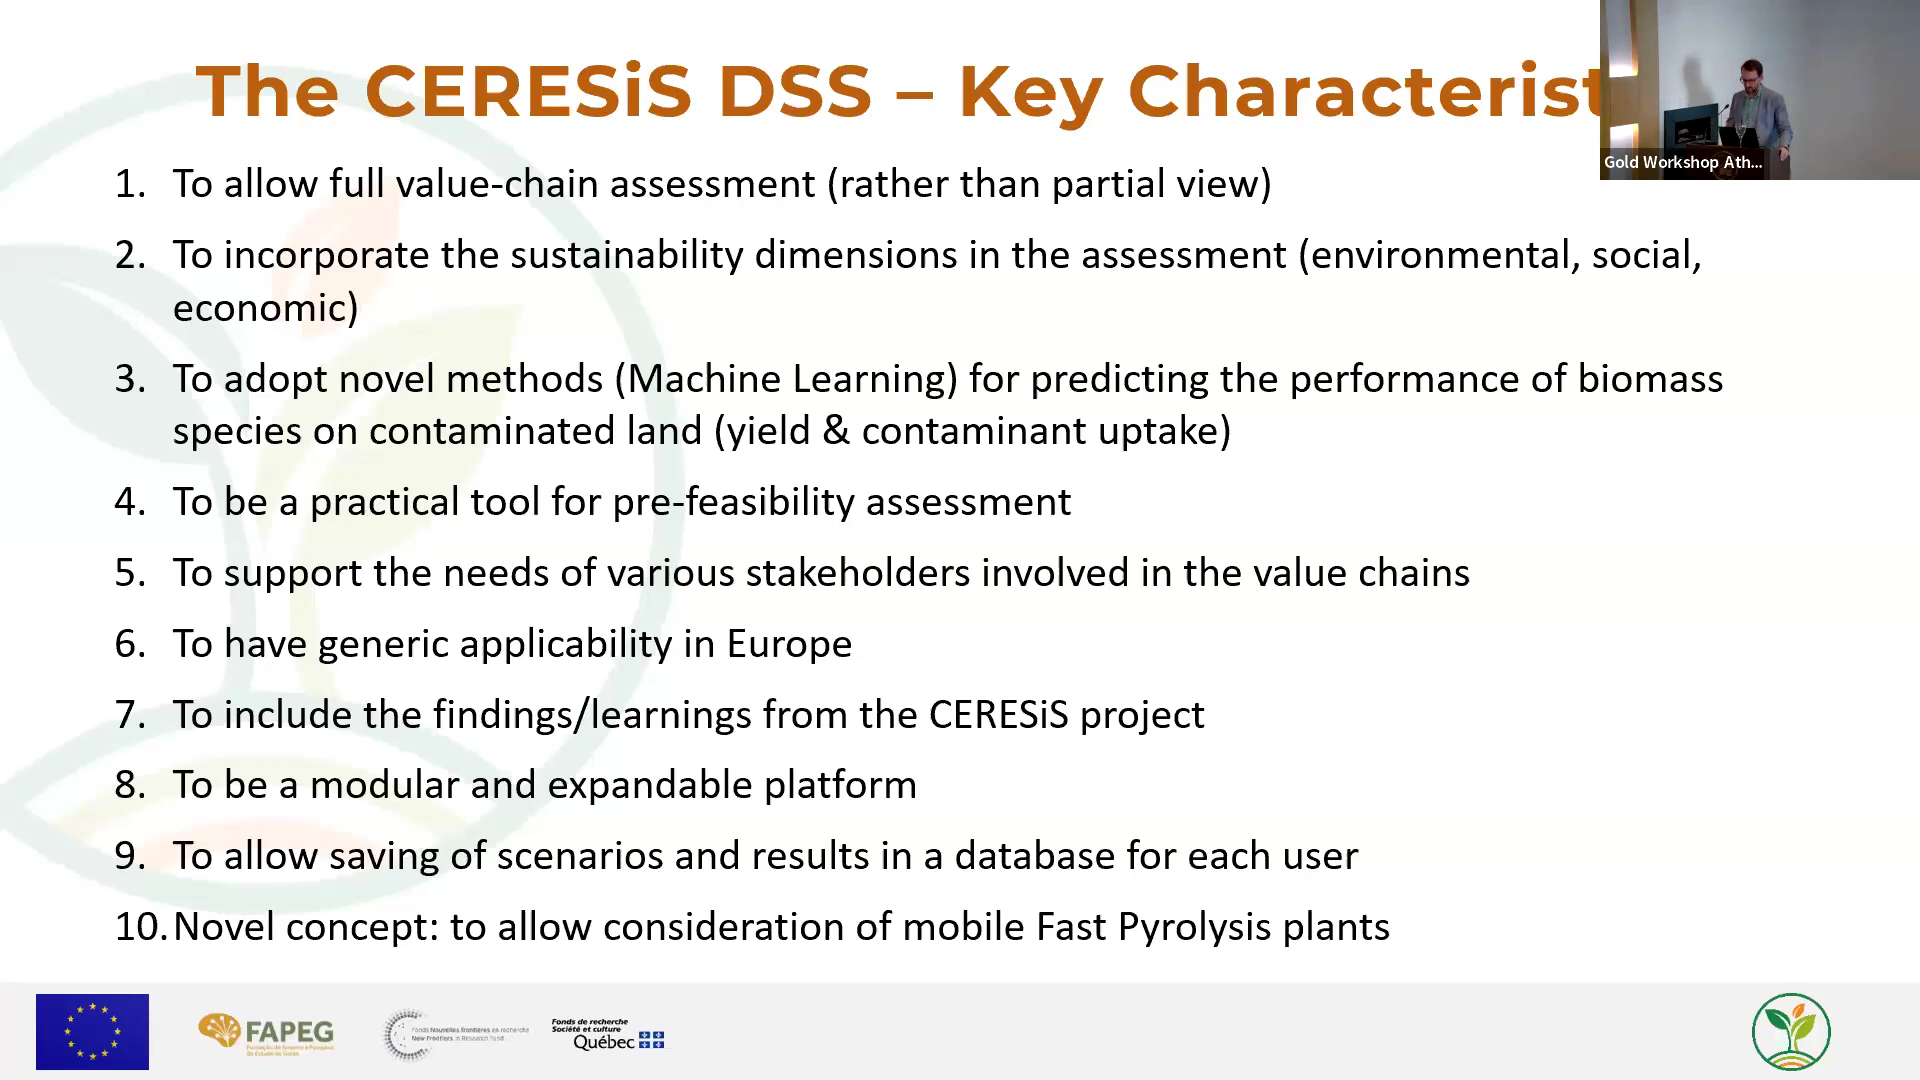 The CERESiS DSS – Key Characterist
Gold Workshop Ath...
1. To allow full value-chain assessment (rather than partial view)
2. To incorporate the sustainability dimensions in the assessment (environmental, social,
economic)
3. To adopt novel methods (Machine Learning) for predicting the performance of biomass
species on contaminated land (yield & contaminant uptake)
4. To be a practical tool for pre-feasibility assessment
5. To support the needs of various stakeholders involved in the value chains
6. To have generic applicability in Europe
7. To include the findings/learnings from the CERESiS project
8. To be a modular and expandable platform
9. To allow saving of scenarios and results in a database for each user
10. Novel concept: to allow consideration of mobile Fast Pyrolysis plants
FAPEG
Fonds Nouvelles frontières en recherche
New Frontiers in Research Fund
Fonds de recherche
Société et culture
Québec